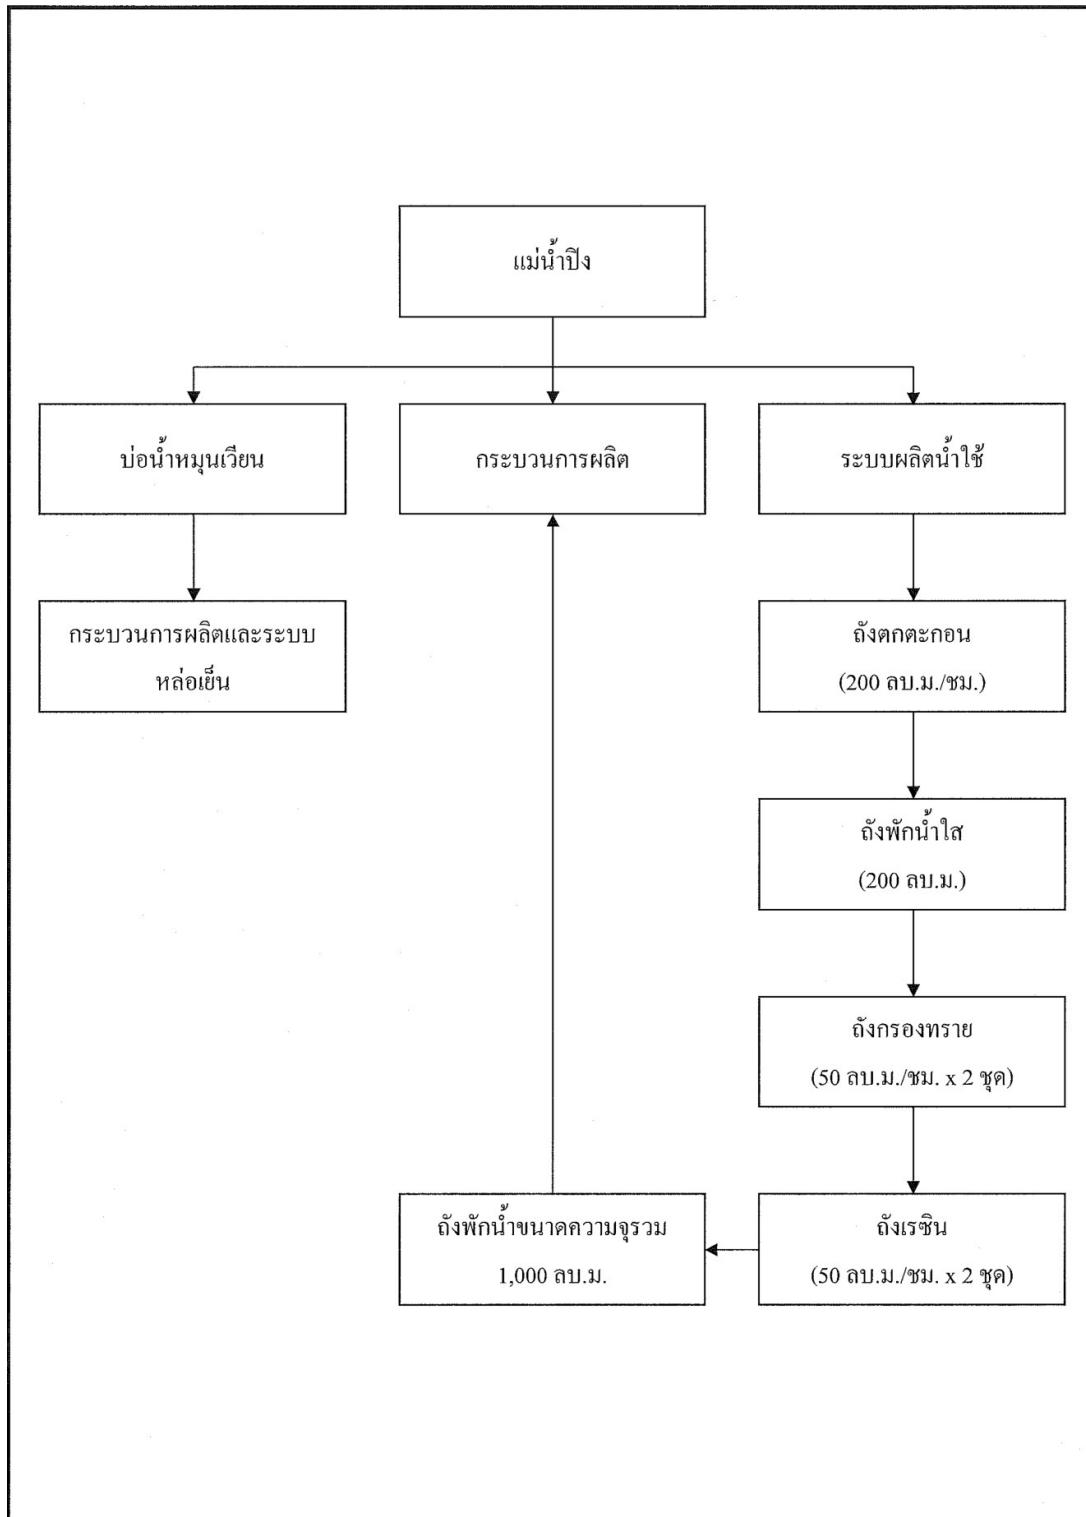 แม่น้ำปิง
บ่อน้ำหมุนเวียน
กระบวนการผลิต
ระบบผลิตน้ำใช้
กระบวนการผลิตและระบบ
หล่อเย็น
ถังตกตะกอน
(200 ลบ.ม./ชม.)
ถังพักน้ำใส
(200 ลบ.ม.)
ถังกรองทราย
(50 ลบ.ม./ชม. x 2 ชุด)
ถังพักน้ำขนาดความจุรวม
1,000 ลบ.ม.
ถังเรซิน
(50 ลบ.ม./ชม. x 2 ชุด)